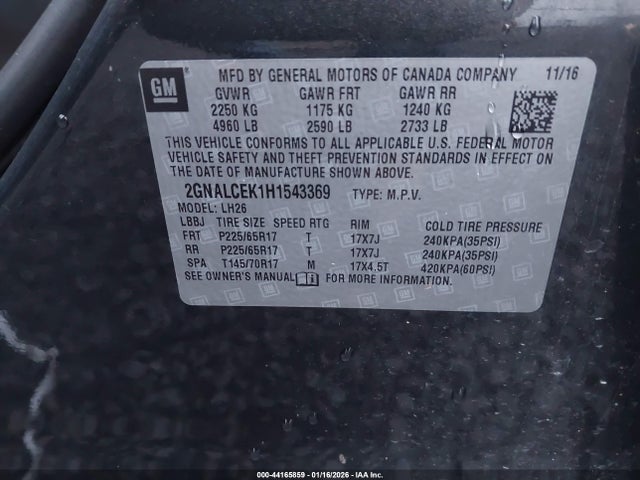 GM MFD BY GENERAL MOTORS OF CANADA COMPANY 11/16
GVWR GAWR FRT GAWR RR
2250 KG 1175 KG 1240 KG
4960 LB 2590 LB 2733 LB
THIS VEHICLE CONFORMS TO ALL APPLICABLE U.S. FEDERAL MOTOR
VEHICLE SAFETY AND THEFT PREVENTION STANDARDS IN EFFECT ON
THE DATE OF MANUFACTURE SHOWN ABOVE.
2GNALCEK1H1543369 TYPE: M.P.V.
MODEL: LH26
LBBJ TIRE SIZE SPEED RTG RIM COLD TIRE PRESSURE
FRT P225/65R17 T 17X7J 240KPA(35PSI)
RR P225/65R17 T 17X7J 240KPA(35PSI)
SPA T145/70R17 M 17X4.5T 420KPA(60PSI)
SEE OWNER'S MANUAL i FOR MORE INFORMATION.
000-44165859 - 01/16/2026 - IAA Inc.